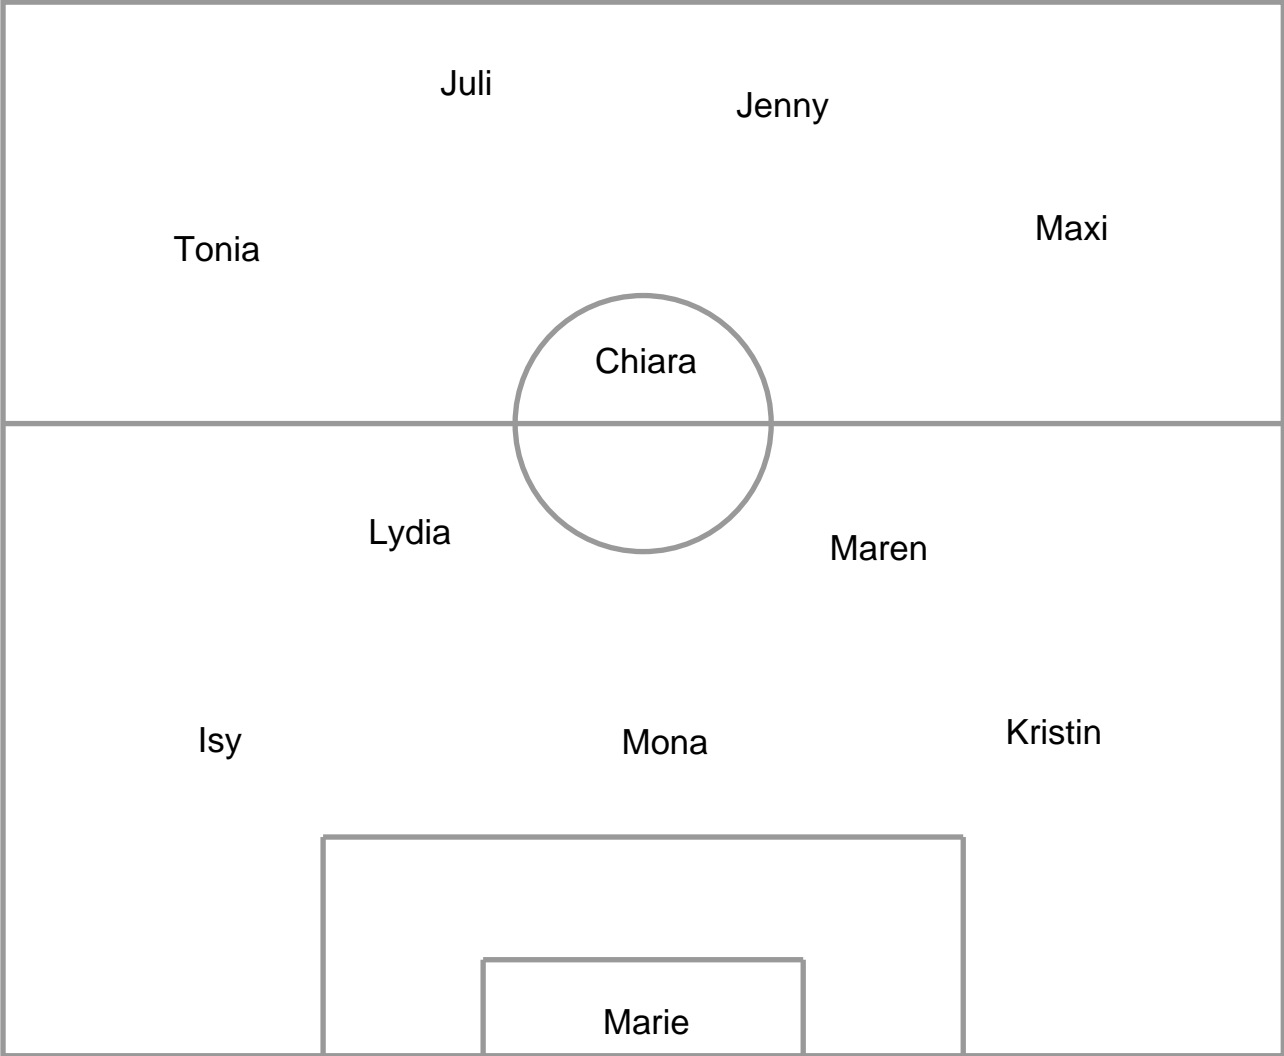 Juli
Jenny
Tonia
Maxi
Chiara
Lydia
Maren
Isy
Mona
Kristin
Marie